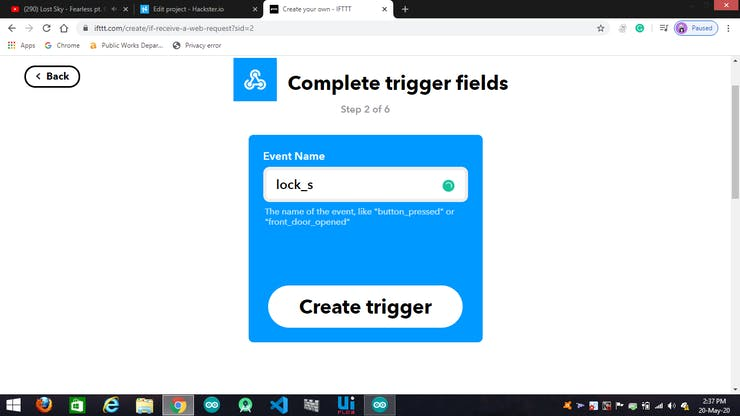 (290) Lost Sky - Fearless pt.
Edit project - Hackster.io
Create your own - IFTTT
ifttt.com/create/if-receive-a-web-request?sid=2
Paused
Apps
Chrome
Public Works Depar...
Privacy error
Back
Complete trigger fields
Step 2 of 6
Event Name
lock_s
The name of the event, like "button_pressed" or
"front_door_opened"
Create trigger
2:37 PM
20-May-20